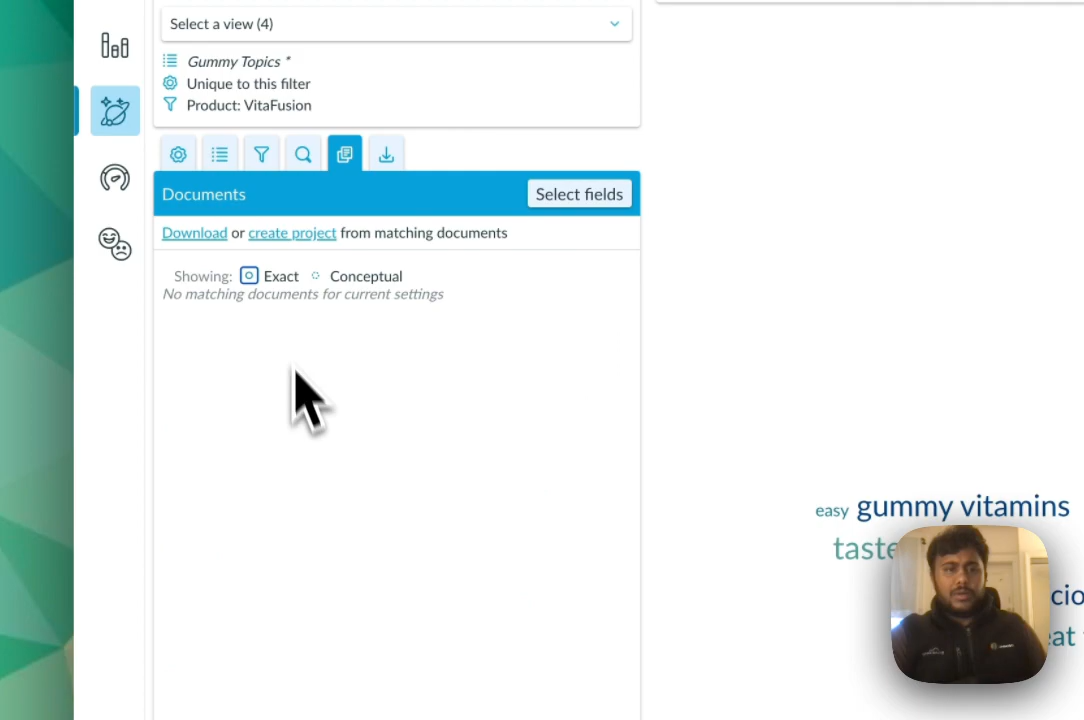 Select a view (4)
Gummy Topics *
Unique to this filter
Product: VitaFusion
Documents
Select fields
Download or create project from matching documents
Showing: Exact Conceptual
No matching documents for current settings
easy gummy vitamins
taste